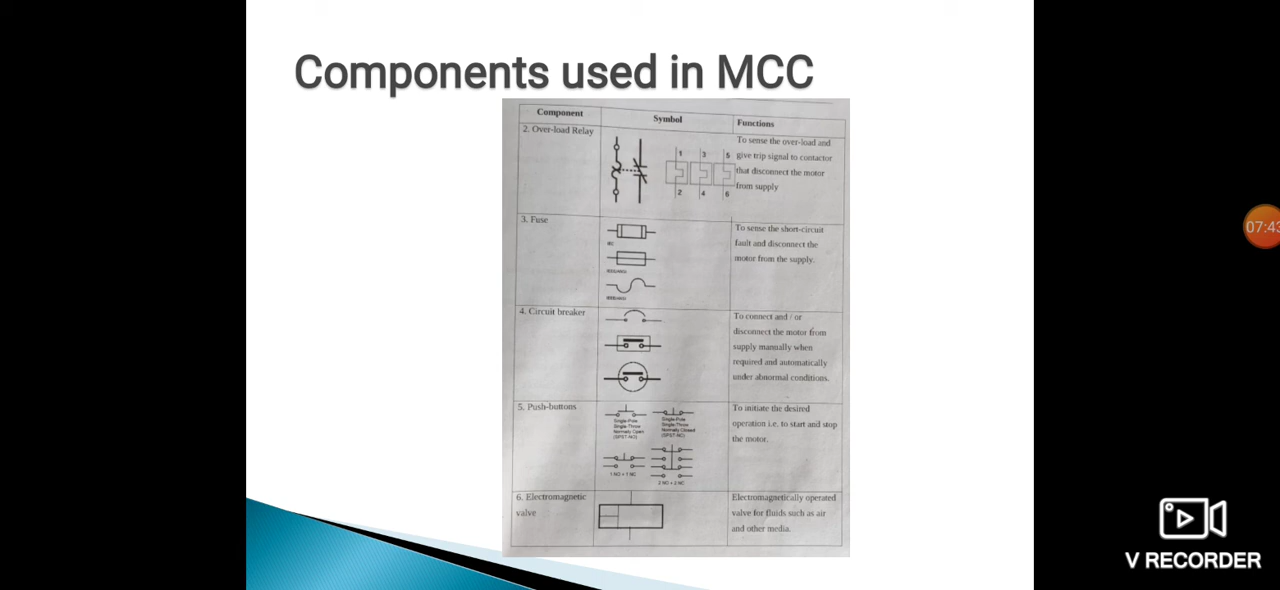 Components used in MCC
Component
Symbol
Functions
2. Over-load Relay
1 3 5
2 4 6
To sense the over-load and
give trip signal to contactor
that disconnect the motor
from supply
3. Fuse
To sense the short-circuit
fault and disconnect the
motor from the supply.
4. Circuit breaker
To connect and / or
disconnect the motor from
supply manually when
required and automatically
under abnormal conditions.
5. Push-buttons
Single-Pole
Single-Throw
Normally Open
(SPST-NO)
Single-Pole
Single-Throw
Normally Closed
(SPST-NC)
1 NO + 1 NC
2 NO + 2 NC
To initiate the desired
operation i.e. to start and stop
the motor.
6. Electromagnetic
valve
Electromagnetically operated
valve for fluids such as air
and other media.
07:43
V RECORDER